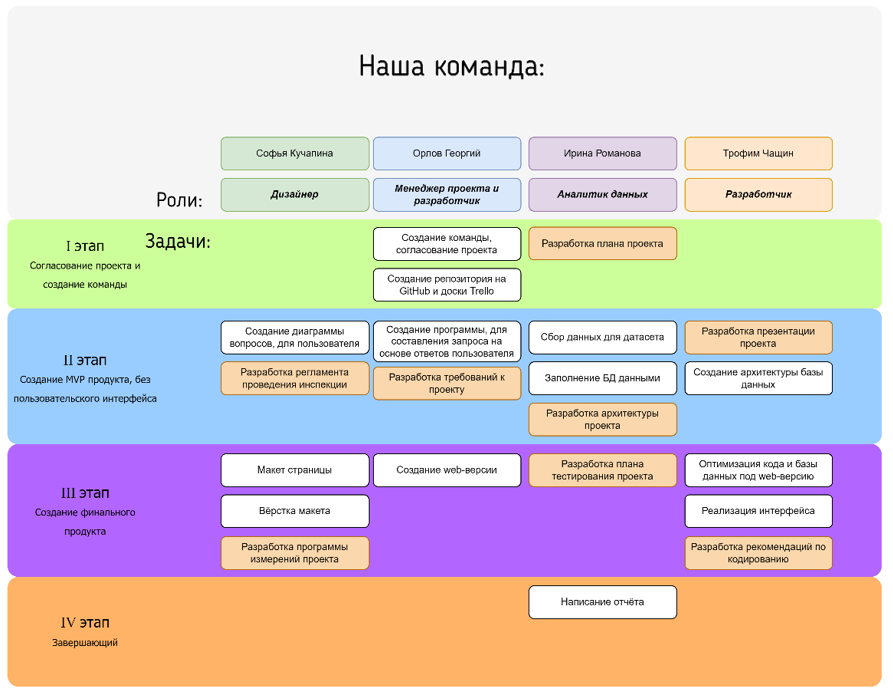 Наша команда:
Софья Кучапина
Орлов Георгий
Ирина Романова
Трофим Чащин
Роли:
Дизайнер
Менеджер проекта и
разработчик
Аналитик данных
Разработчик
I этап
Согласование проекта и
создание команды
Задачи:
Создание команды,
согласование проекта
Разработка плана проекта
Создание репозитория на
GitHub и доски Trello
II этап
Создание MVP продукта, без
пользовательского интерфейса
Создание диаграммы
вопросов, для пользователя
Создание программы, для
составления запроса на
основе ответов пользователя
Сбор данных для датасета
Разработка презентации
проекта
Разработка регламента
проведения инспекции
Разработка требований к
проекту
Заполнение БД данными
Создание архитектуры базы
данных
Разработка архитектуры
проекта
III этап
Создание финального
продукта
Макет страницы
Создание web-версии
Разработка плана
тестирования проекта
Оптимизация кода и базы
данных под web-версию
Вёрстка макета
Реализация интерфейса
Разработка программы
измерений проекта
Разработка рекомендаций по
кодированию
IV этап
Завершающий
Написание отчёта